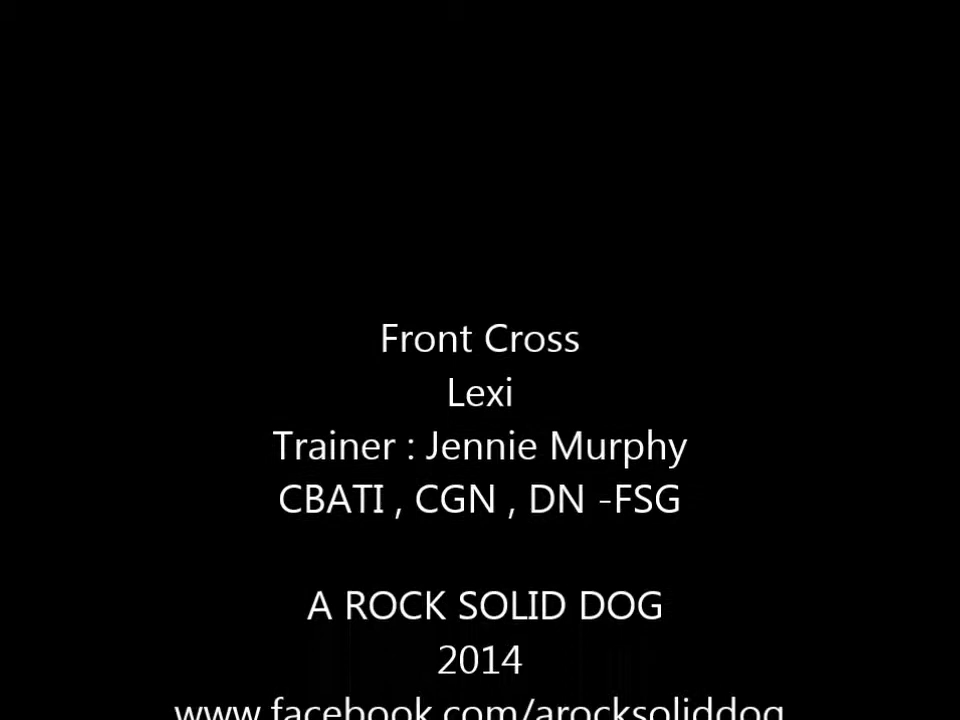 Front Cross
Lexi
Trainer : Jennie Murphy
CBATI , CGN , DN -FSG
A ROCK SOLID DOG
2014
www.facebook.com/arocksoliddog